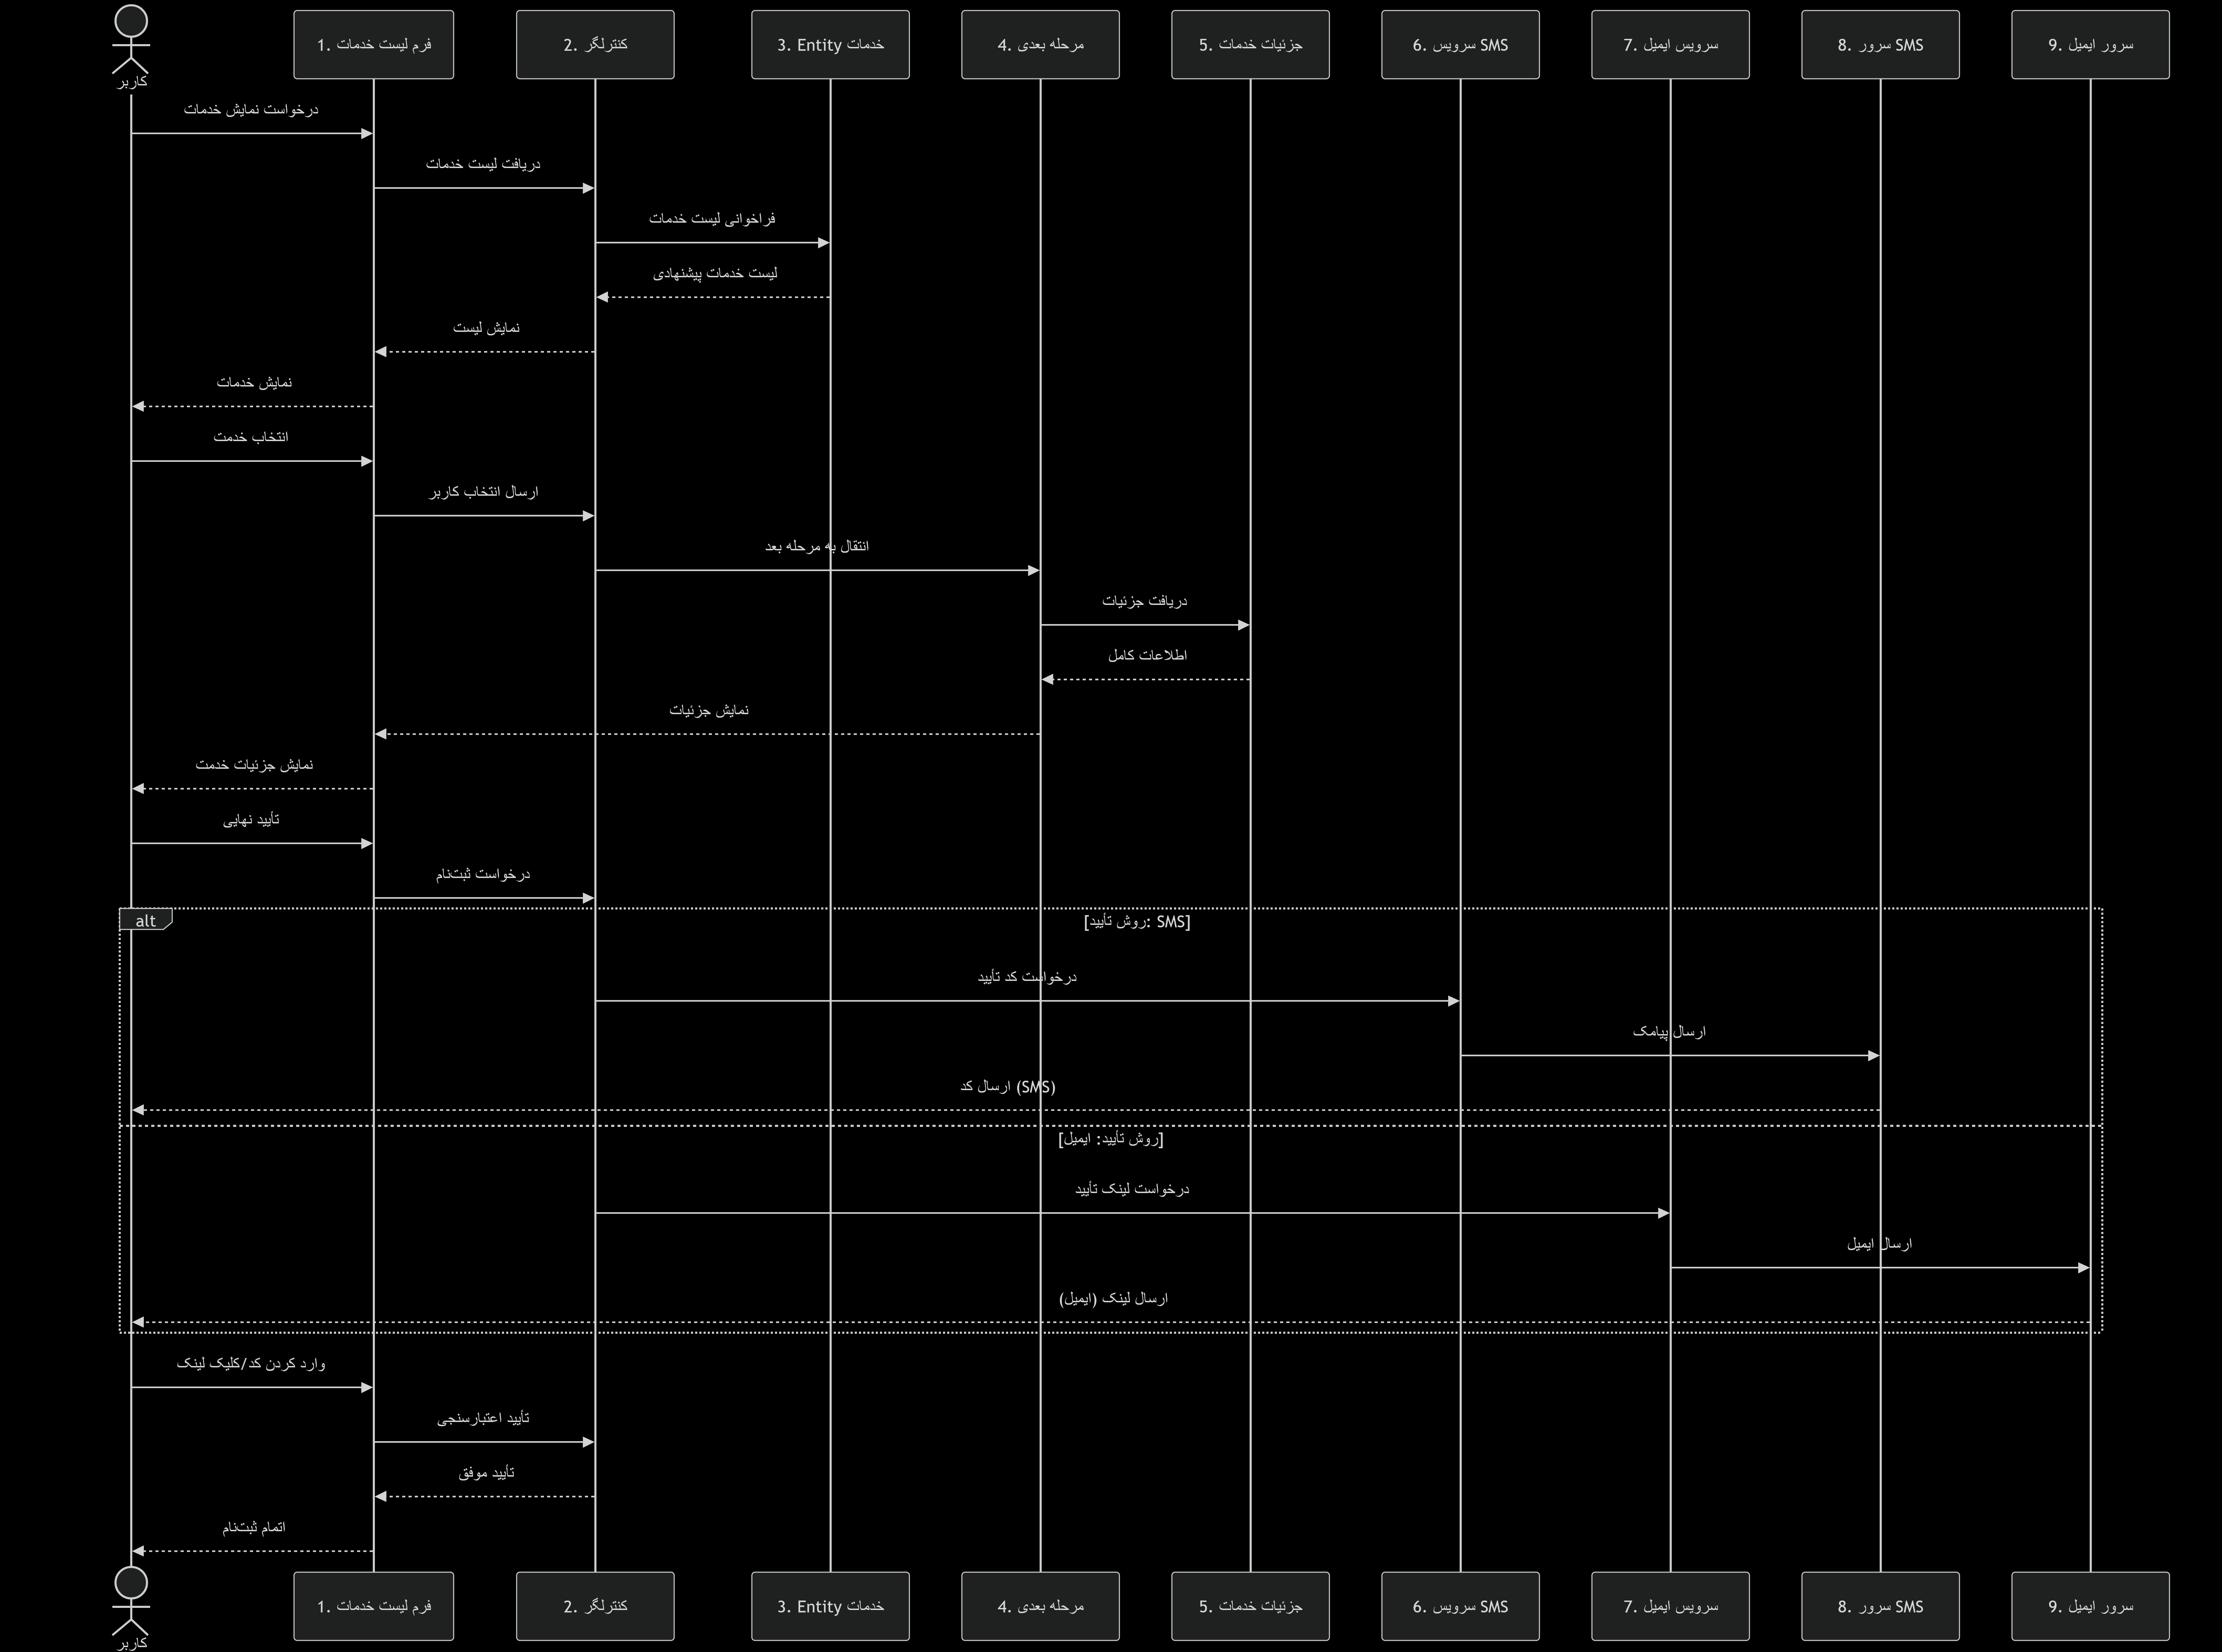 کاربر
1. فرم لیست خدمات
2. کنترلگر
3. Entity خدمات
4. مرحله بعدی
5. جزئیات خدمات
6. سرویس SMS
7. سرویس ایمیل
8. سرور SMS
9. سرور ایمیل
درخواست نمایش خدمات
دریافت لیست خدمات
فراخوانی لیست خدمات
لیست خدمات پیشنهادی
نمایش لیست
نمایش خدمات
انتخاب خدمت
ارسال انتخاب کاربر
انتقال به مرحله بعد
دریافت جزئیات
اطلاعات کامل
نمایش جزئیات
نمایش جزئیات خدمت
تأیید نهایی
درخواست ثبت‌نام
alt
[روش تأیید: SMS]
درخواست کد تأیید
ارسال پیامک
ارسال کد (SMS)
[روش تأیید: ایمیل]
درخواست لینک تأیید
ارسال ایمیل
ارسال لینک (ایمیل)
وارد کردن کد/کلیک لینک
تأیید اعتبارسنجی
تأیید موفق
اتمام ثبت‌نام
کاربر
1. فرم لیست خدمات
2. کنترلگر
3. Entity خدمات
4. مرحله بعدی
5. جزئیات خدمات
6. سرویس SMS
7. سرویس ایمیل
8. سرور SMS
9. سرور ایمیل